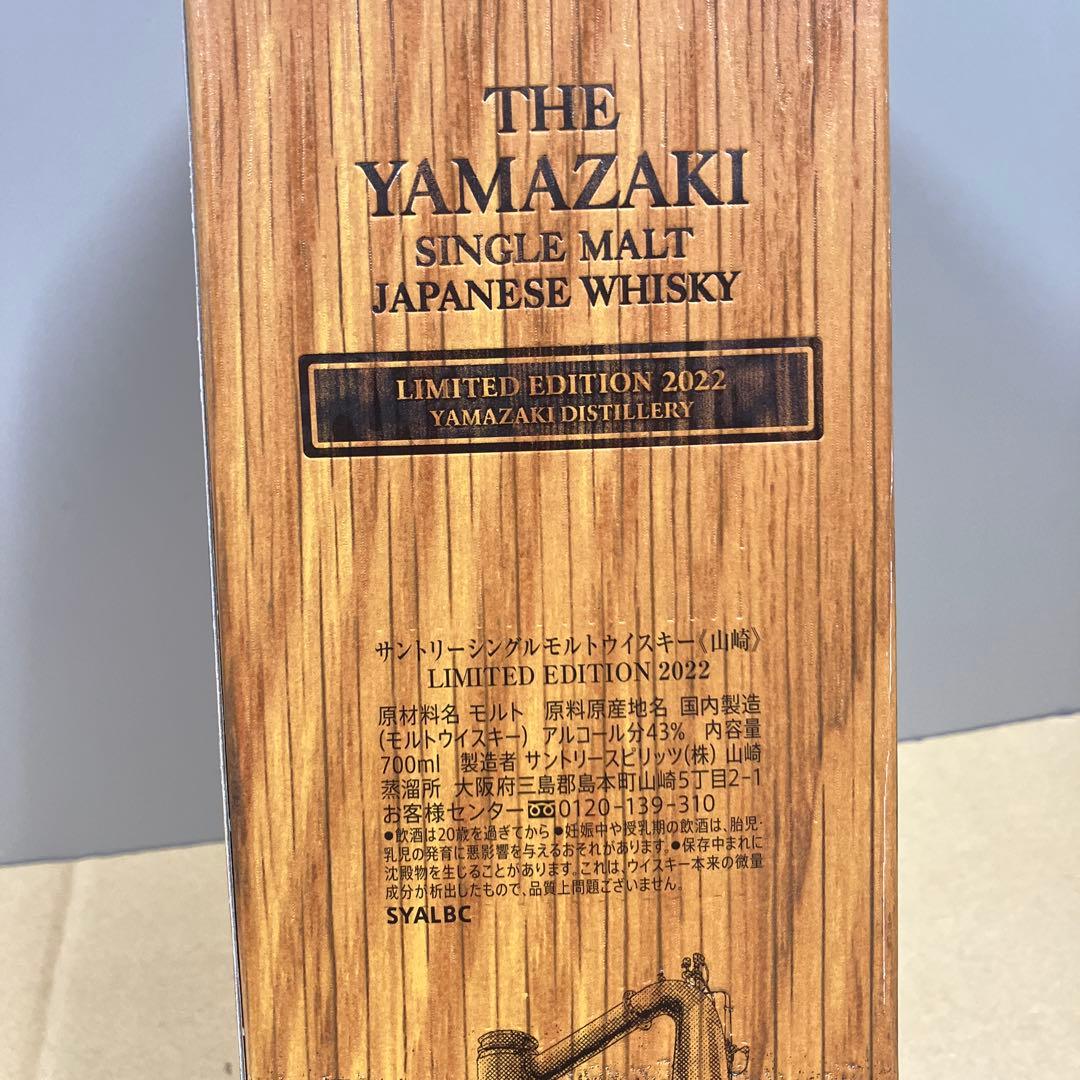 THE
YAMAZAKI
SINGLE MALT
JAPANESE WHISKY
LIMITED EDITION 2022
YAMAZAKI DISTILLERY
サントリーシングルモルトウイスキー《山崎》
LIMITED EDITION 2022
原材料名 モルト 原料原産地名 国内製造
(モルトウイスキー) アルコール分43% 内容量
700ml 製造者 サントリースピリッツ(株) 山崎
蒸溜所 大阪府三島郡島本町山崎5丁目2-1
お客様センター 0120-139-310
●飲酒は20歳を過ぎてから ●妊娠中や授乳期の飲酒は、胎児・
乳児の発育に悪影響を与えるおそれがあります。●保存中まれに
沈殿物を生じることがあります。これは、ウイスキー本来の微量
成分が析出したもので、品質上問題ございません。
SYALBC